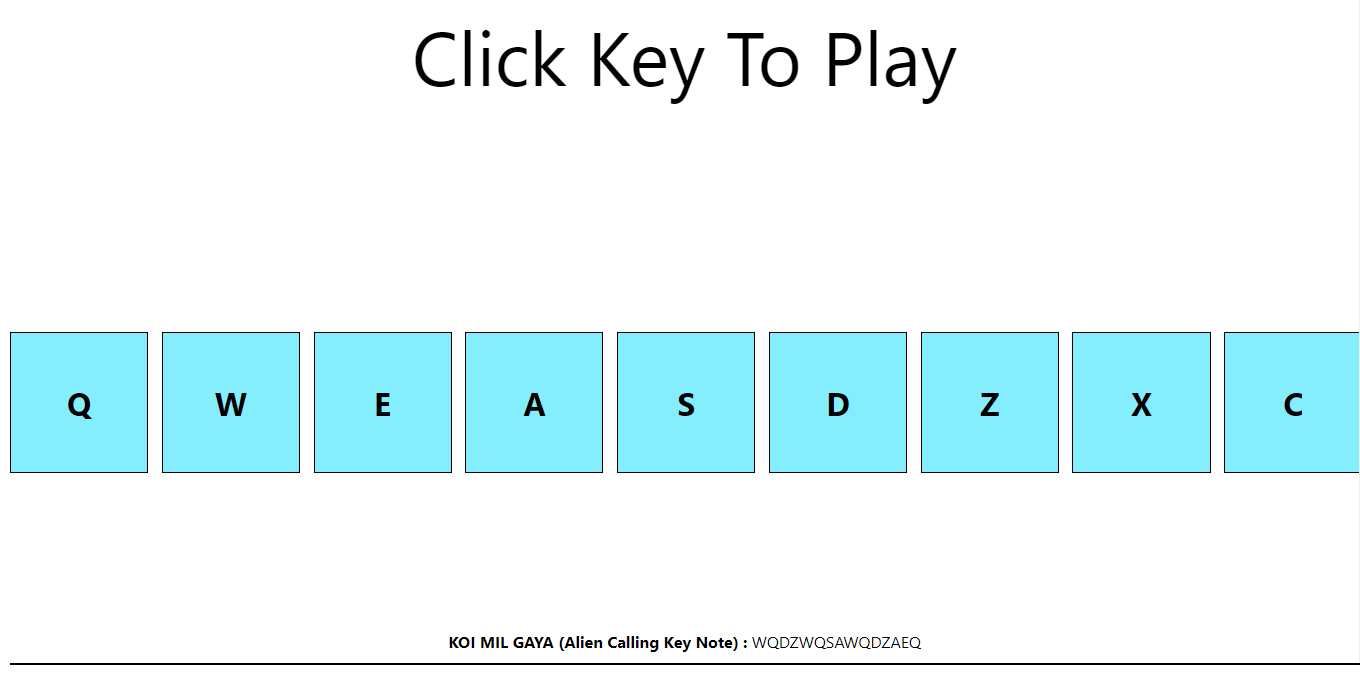 Click Key To Play
Q W E A S D Z X C
KOI MIL GAYA (Alien Calling Key Note) : WQDZWQSAWQDZAEQ